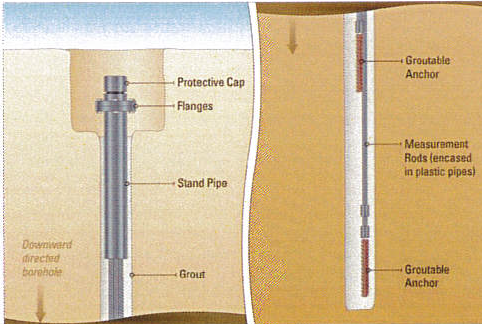 Protective Cap
Flanges
Stand Pipe
Downward
directed
borehole
Grout
Groutable
Anchor
Measurement
Rods (encased
in plastic pipes)
Groutable
Anchor